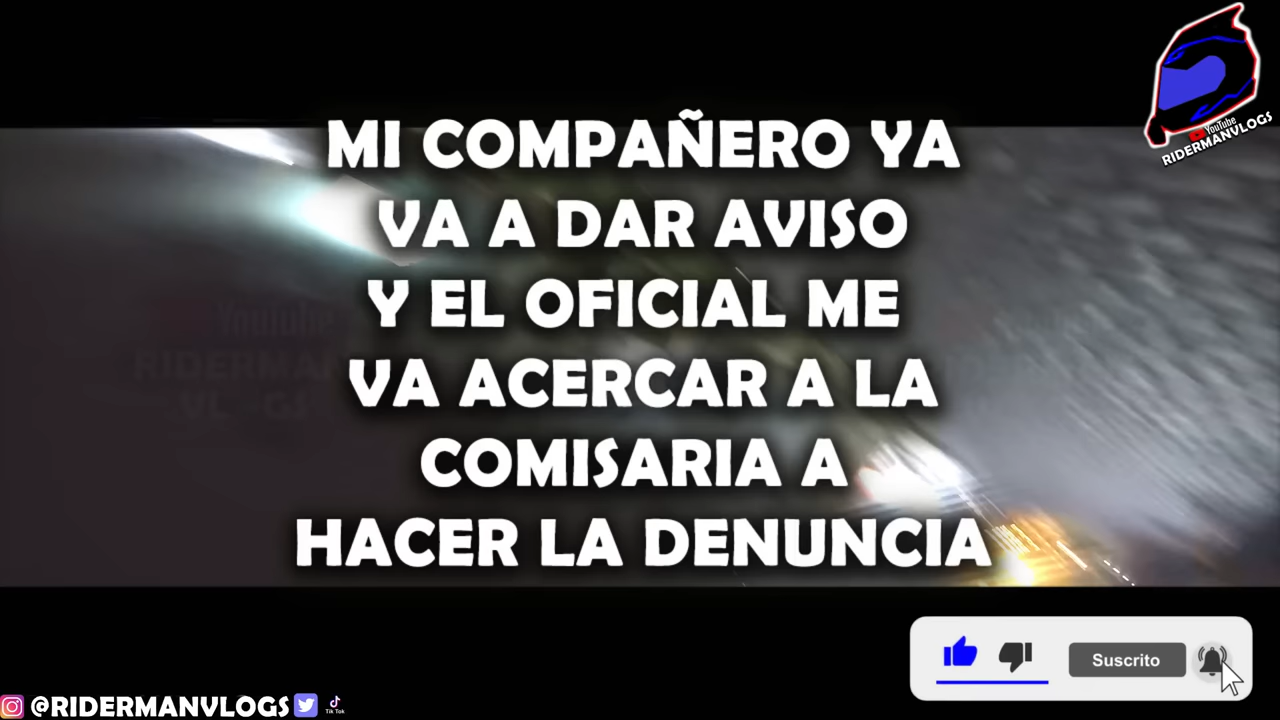 YouTube
RIDERMANVLOGS
MI COMPAÑERO YA
VA A DAR AVISO
Y EL OFICIAL ME
VA ACERCAR A LA
COMISARIA A
HACER LA DENUNCIA
Suscrito
@RIDERMANVLOGS
Tik Tok